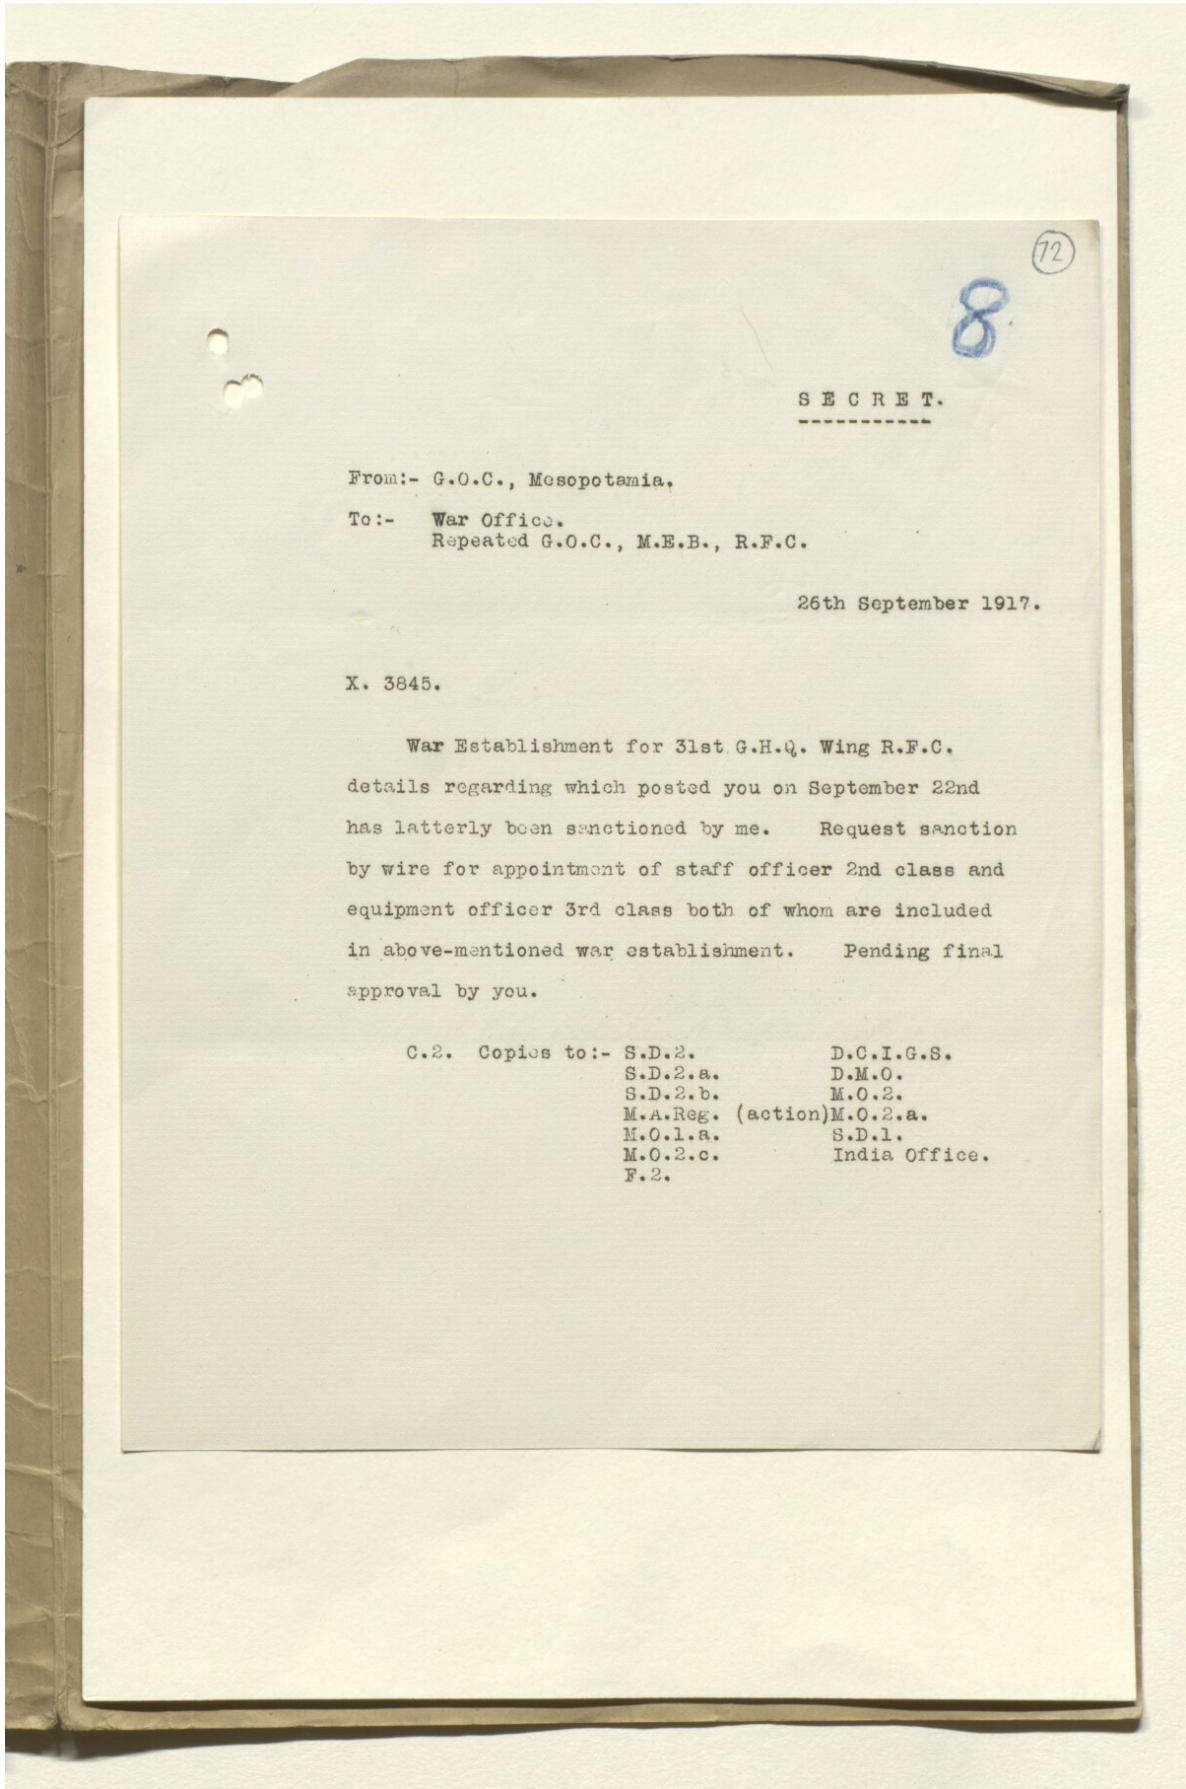 72
8
SECRET.
From:- G.O.C., Mesopotamia.
To:- War Office.
Repeated G.O.C., M.E.B., R.F.C.
26th September 1917.
X. 3845.
War Establishment for 31st G.H.Q. Wing R.F.C.
details regarding which posted you on September 22nd
has latterly been sanctioned by me. Request sanction
by wire for appointment of staff officer 2nd class and
equipment officer 3rd class both of whom are included
in above-mentioned war establishment. Pending final
approval by you.
C.2. Copies to:- S.D.2. D.C.I.G.S.
S.D.2.a. D.M.O.
S.D.2.b. M.O.2.
M.A.Reg. (action)M.O.2.a.
M.O.1.a. S.D.1.
M.O.2.c. India Office.
F.2.